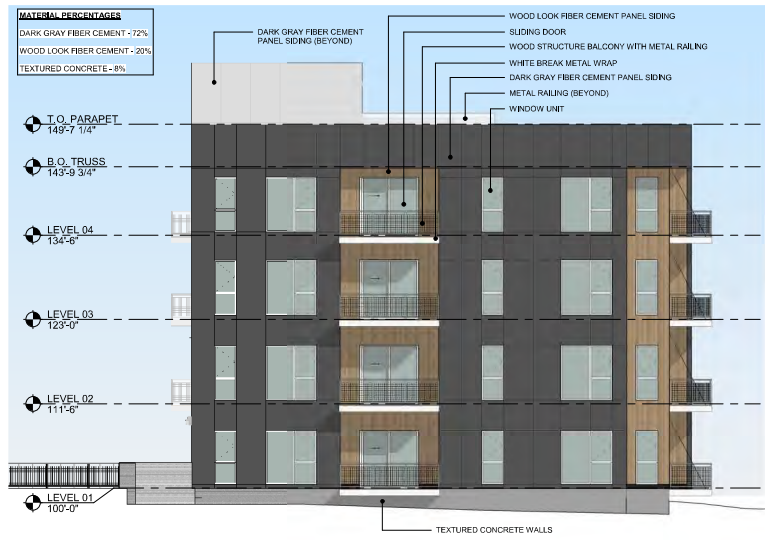 MATERIAL PERCENTAGES
DARK GRAY FIBER CEMENT - 72%
WOOD LOOK FIBER CEMENT - 20%
TEXTURED CONCRETE - 8%
DARK GRAY FIBER CEMENT
PANEL SIDING (BEYOND)
WOOD LOOK FIBER CEMENT PANEL SIDING
SLIDING DOOR
WOOD STRUCTURE BALCONY WITH METAL RAILING
WHITE BREAK METAL WRAP
DARK GRAY FIBER CEMENT PANEL SIDING
METAL RAILING (BEYOND)
WINDOW UNIT
T.O. PARAPET
149'-7 1/4"
B.O. TRUSS
143'-9 3/4"
LEVEL 04
134'-6"
LEVEL 03
123'-0"
LEVEL 02
111'-6"
LEVEL 01
100'-0"
TEXTURED CONCRETE WALLS